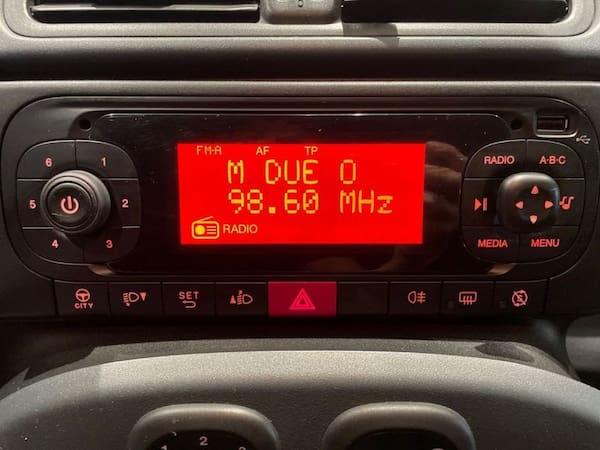 FM-A AF TP
M DUE O
98.60 MHz
RADIO
6 1
5 2
4 3
RADIO A·B·C
MEDIA MENU
CITY
SET
2